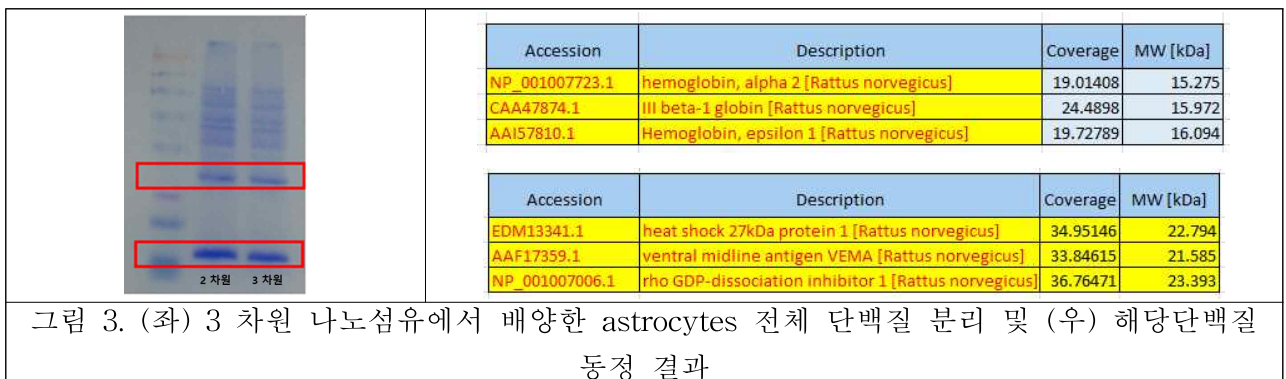 2 차원 3 차원
Accession Description Coverage MW [kDa]
NP_001007723.1 hemoglobin, alpha 2 [Rattus norvegicus] 19.01408 15.275
CAA47874.1 III beta-1 globin [Rattus norvegicus] 24.4898 15.972
AAI57810.1 Hemoglobin, epsilon 1 [Rattus norvegicus] 19.72789 16.094
Accession Description Coverage MW [kDa]
EDM13341.1 heat shock 27kDa protein 1 [Rattus norvegicus] 34.95146 22.794
AAF17359.1 ventral midline antigen VEMA [Rattus norvegicus] 33.84615 21.585
NP_001007006.1 rho GDP-dissociation inhibitor 1 [Rattus norvegicus] 36.76471 23.393
그림 3. (좌) 3 차원 나노섬유에서 배양한 astrocytes 전체 단백질 분리 및 (우) 해당단백질
동정 결과